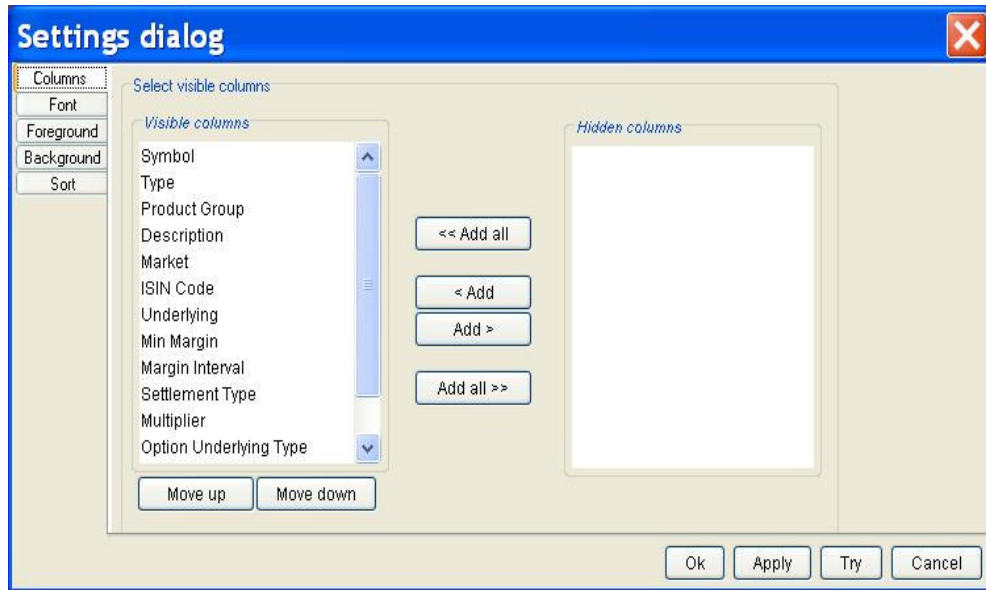 Settings dialog
Columns
Font
Foreground
Background
Sort
Select visible columns
Visible columns
Symbol
Type
Product Group
Description
Market
ISIN Code
Underlying
Min Margin
Margin Interval
Settlement Type
Multiplier
Option Underlying Type
Move up
Move down
<< Add all
< Add
Add >
Add all >>
Hidden columns
Ok
Apply
Try
Cancel